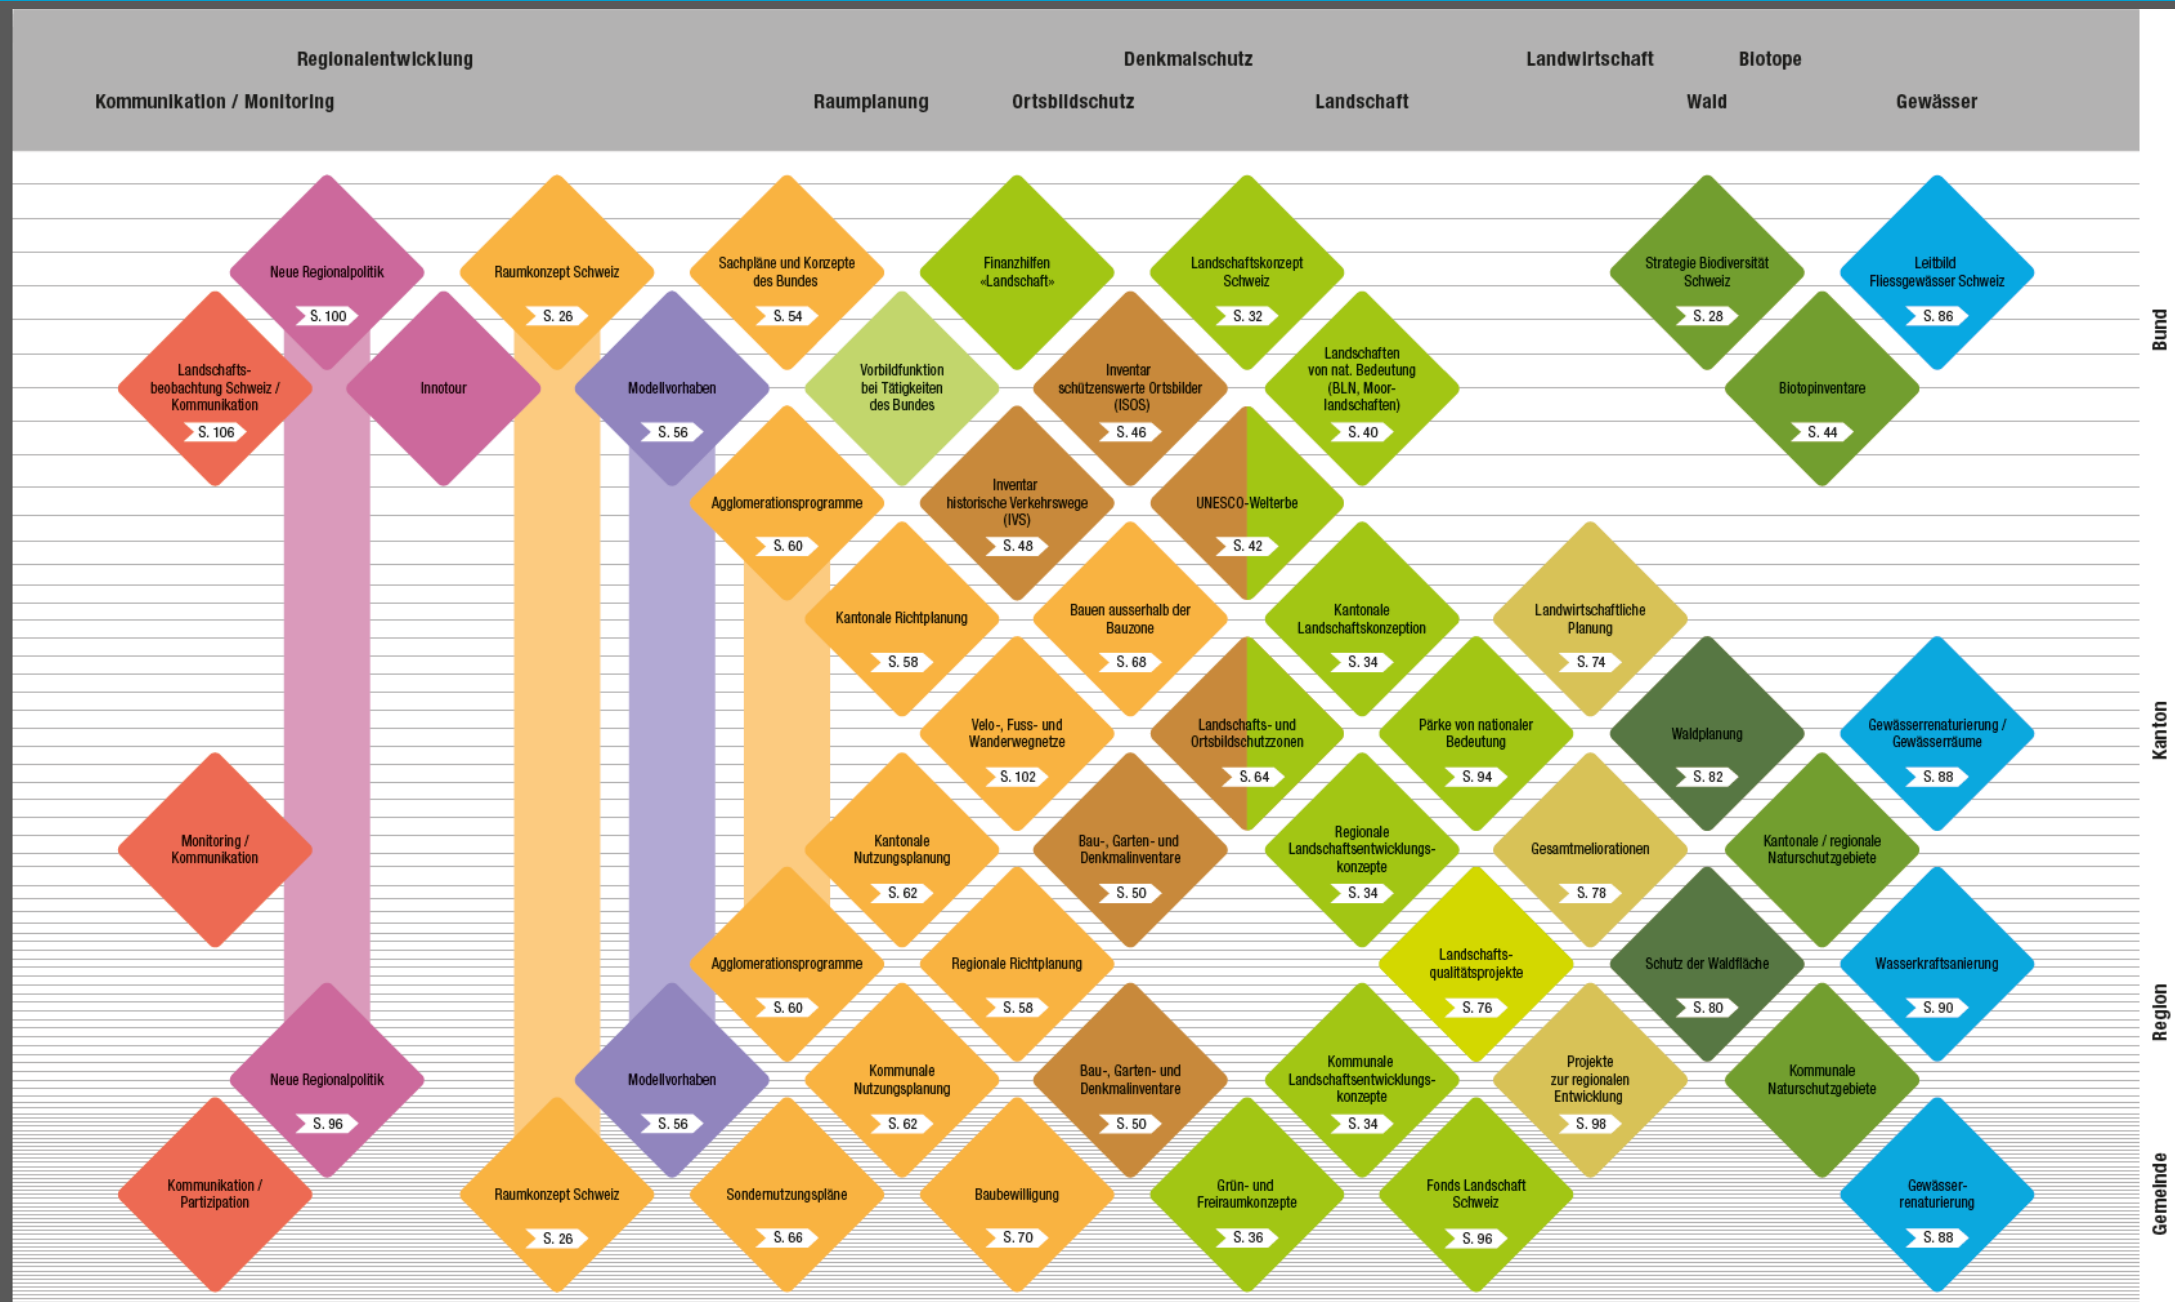 Regionalentwicklung
Denkmalschutz
Landwirtschaft
Biotope
Kommunikation / Monitoring
Raumplanung
Ortsbildschutz
Landschaft
Wald
Gewässer
Neue Regionalpolitik
S. 100
Raumkonzept Schweiz
S. 26
Sachpläne und Konzepte
des Bundes
S. 54
Finanzhilfen
«Landschaft»
Landschaftskonzept
Schweiz
S. 32
Strategie Biodiversität
Schweiz
S. 28
Leitbild
Fliessgewässer Schweiz
S. 86
Bund
Landschafts-
beobachtung Schweiz /
Kommunikation
S. 106
Innotour
Modellvorhaben
S. 56
Vorbildfunktion
bei Tätigkeiten
des Bundes
Inventar
schützenswerte Ortsbilder
(ISOS)
S. 46
Landschaften
von nat. Bedeutung
(BLN, Moor-
landschaften)
S. 40
Biotopinventare
S. 44
Agglomerationsprogramme
S. 60
Inventar
historische Verkehrswege
(IVS)
S. 48
UNESCO-Welterbe
S. 42
Kantonale Richtplanung
S. 58
Bauen ausserhalb der
Bauzone
S. 68
Kantonale
Landschaftskonzeption
S. 34
Landwirtschaftliche
Planung
S. 74
Velo-, Fuss- und
Wanderwegnetze
S. 102
Landschafts- und
Ortsbildschutzzonen
S. 64
Pärke von nationaler
Bedeutung
S. 94
Waldplanung
S. 82
Gewässerrenaturierung /
Gewässerräume
S. 88
Kanton
Monitoring /
Kommunikation
Kantonale
Nutzungsplanung
S. 62
Bau-, Garten- und
Denkmalinventare
S. 50
Regionale
Landschaftsentwicklungs-
konzepte
S. 34
Gesamtmeliorationen
S. 78
Kantonale / regionale
Naturschutzgebiete
Agglomerationsprogramme
S. 60
Regionale Richtplanung
S. 58
Landschafts-
qualitätsprojekte
S. 76
Schutz der Waldfläche
S. 80
Wasserkraftsanierung
S. 90
Region
Neue Regionalpolitik
S. 96
Modellvorhaben
S. 56
Kommunale
Nutzungsplanung
S. 62
Bau-, Garten- und
Denkmalinventare
S. 50
Kommunale
Landschaftsentwicklungs-
konzepte
S. 34
Projekte
zur regionalen
Entwicklung
S. 98
Kommunale
Naturschutzgebiete
Kommunikation /
Partizipation
Raumkonzept Schweiz
S. 26
Sondernutzungspläne
S. 66
Baubewilligung
S. 70
Grün- und
Freiraumkonzepte
S. 36
Fonds Landschaft
Schweiz
S. 96
Gewässer-
renaturierung
S. 88
Gemeinde